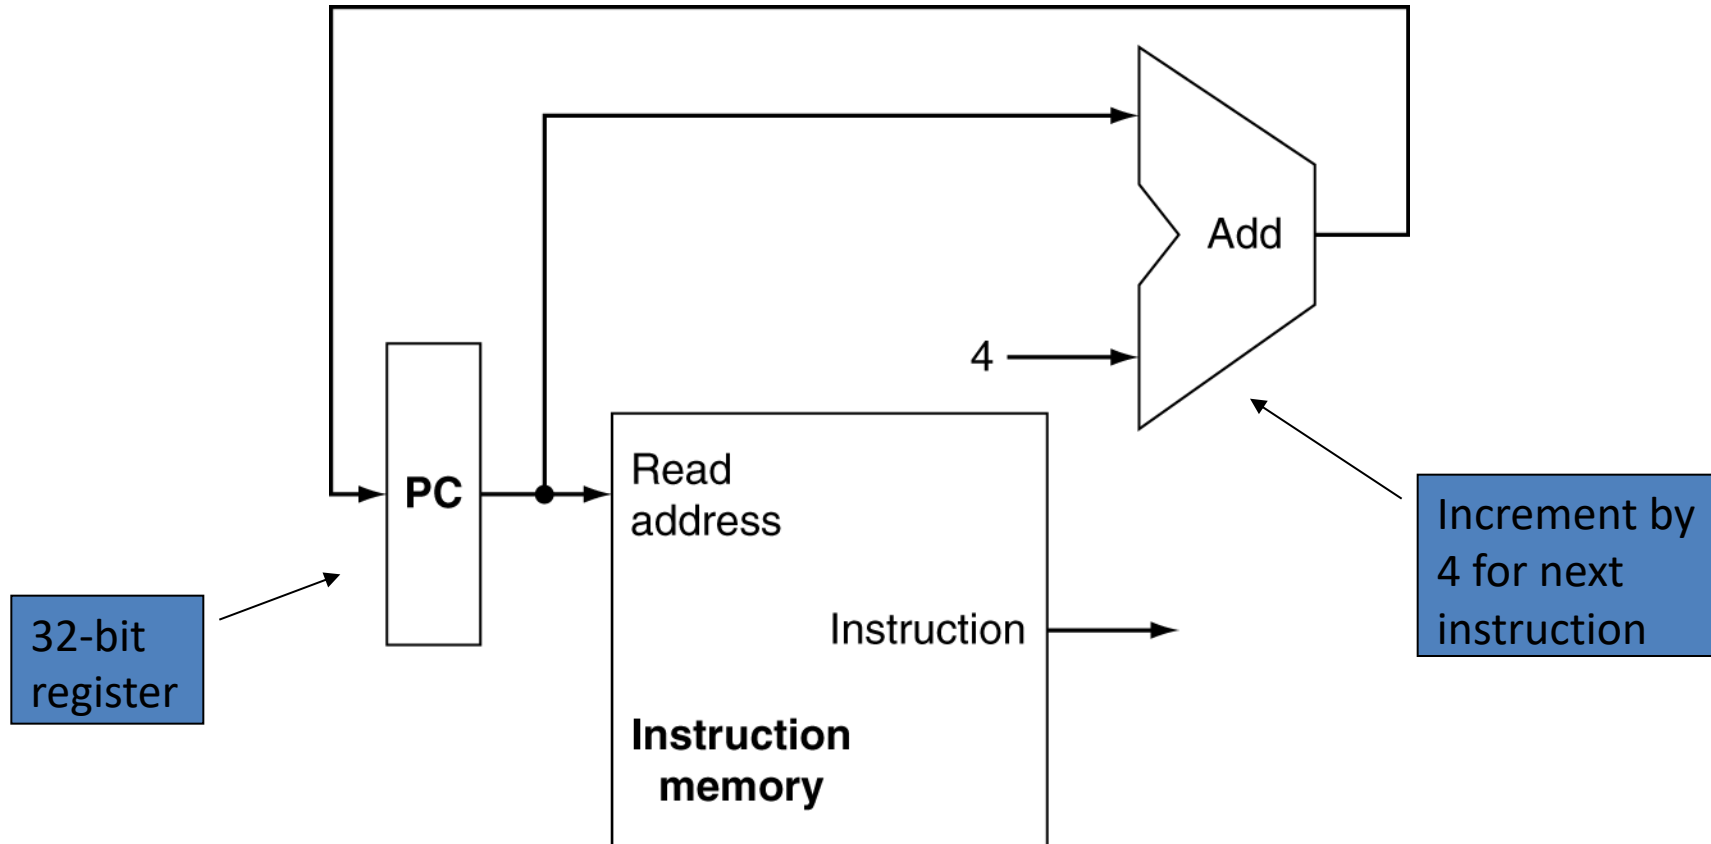 Add
4
PC
Read
address
Instruction
Instruction
memory
32-bit
register
Increment by
4 for next
instruction